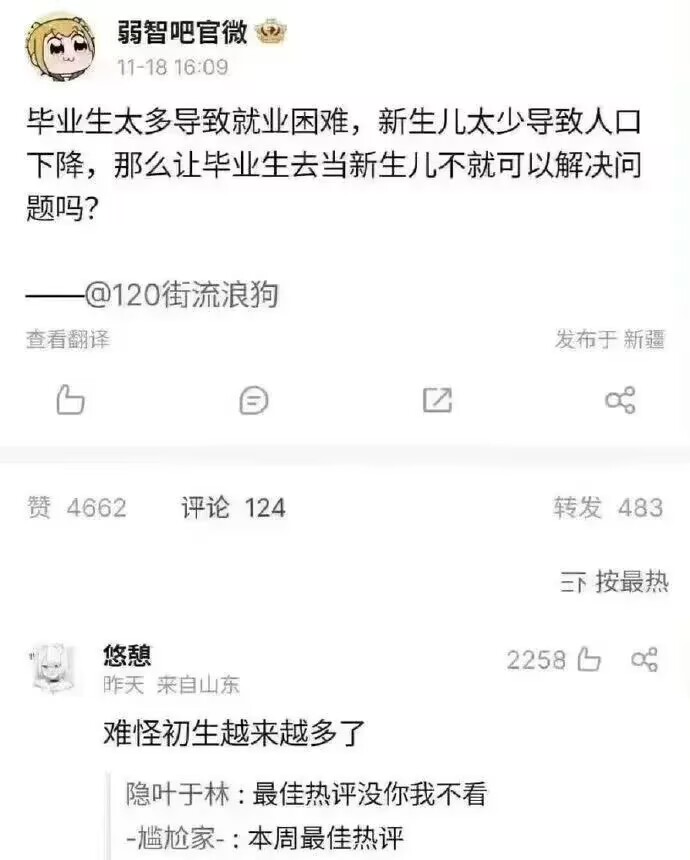 弱智吧官微
11-18 16:09
毕业生太多导致就业困难，新生儿太少导致人口
下降，那么让毕业生去当新生儿不就可以解决问
题吗？
——@120街流浪狗
查看翻译
发布于 新疆
赞 4662
评论 124
转发 483
按最热
悠憩
2258
昨天 来自山东
难怪初生越来越多了
隐叶于林：最佳热评没你我不看
-尴尬家-：本周最佳热评